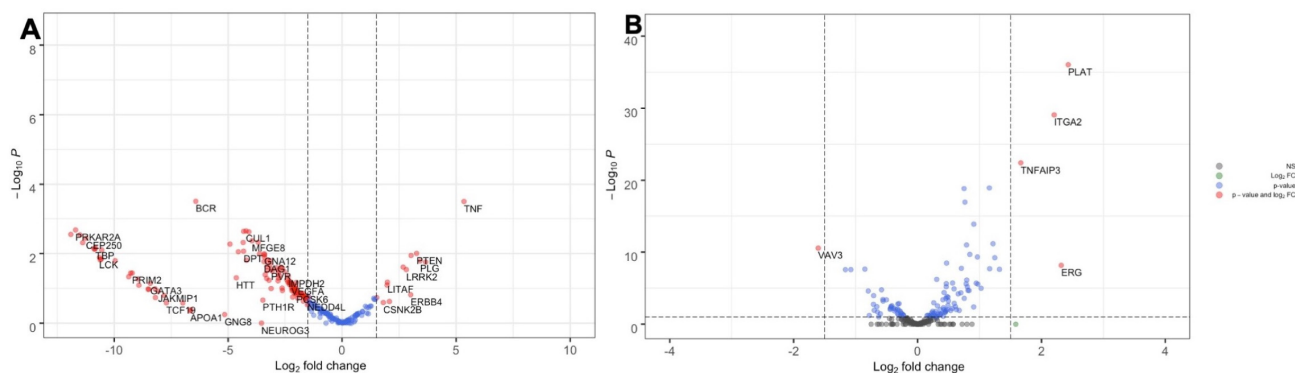 A
8
6
4
2
0
− Log10 P
BCR
TNF
PRKAR2A
CEP250
TBP
LCK
CUL1
MFGE8
DPT
GNA12
DAG1
PVR
HTT
IMPDH2
VEGFA
PCSK6
NEDD4L
PTH1R
PRIM2
GATA3
JAKMIP1
TCF19
APOA1
GNG8
NEUROG3
PTEN
PLG
LRRK2
LITAF
ERBB4
CSNK2B
-10
-5
0
5
10
Log2 fold change
B
40
30
20
10
0
− Log10 P
PLAT
ITGA2
TNFAIP3
VAV3
ERG
-4
-2
0
2
4
Log2 fold change
NS
Log2 FC
p-value
p − value and log2 FC